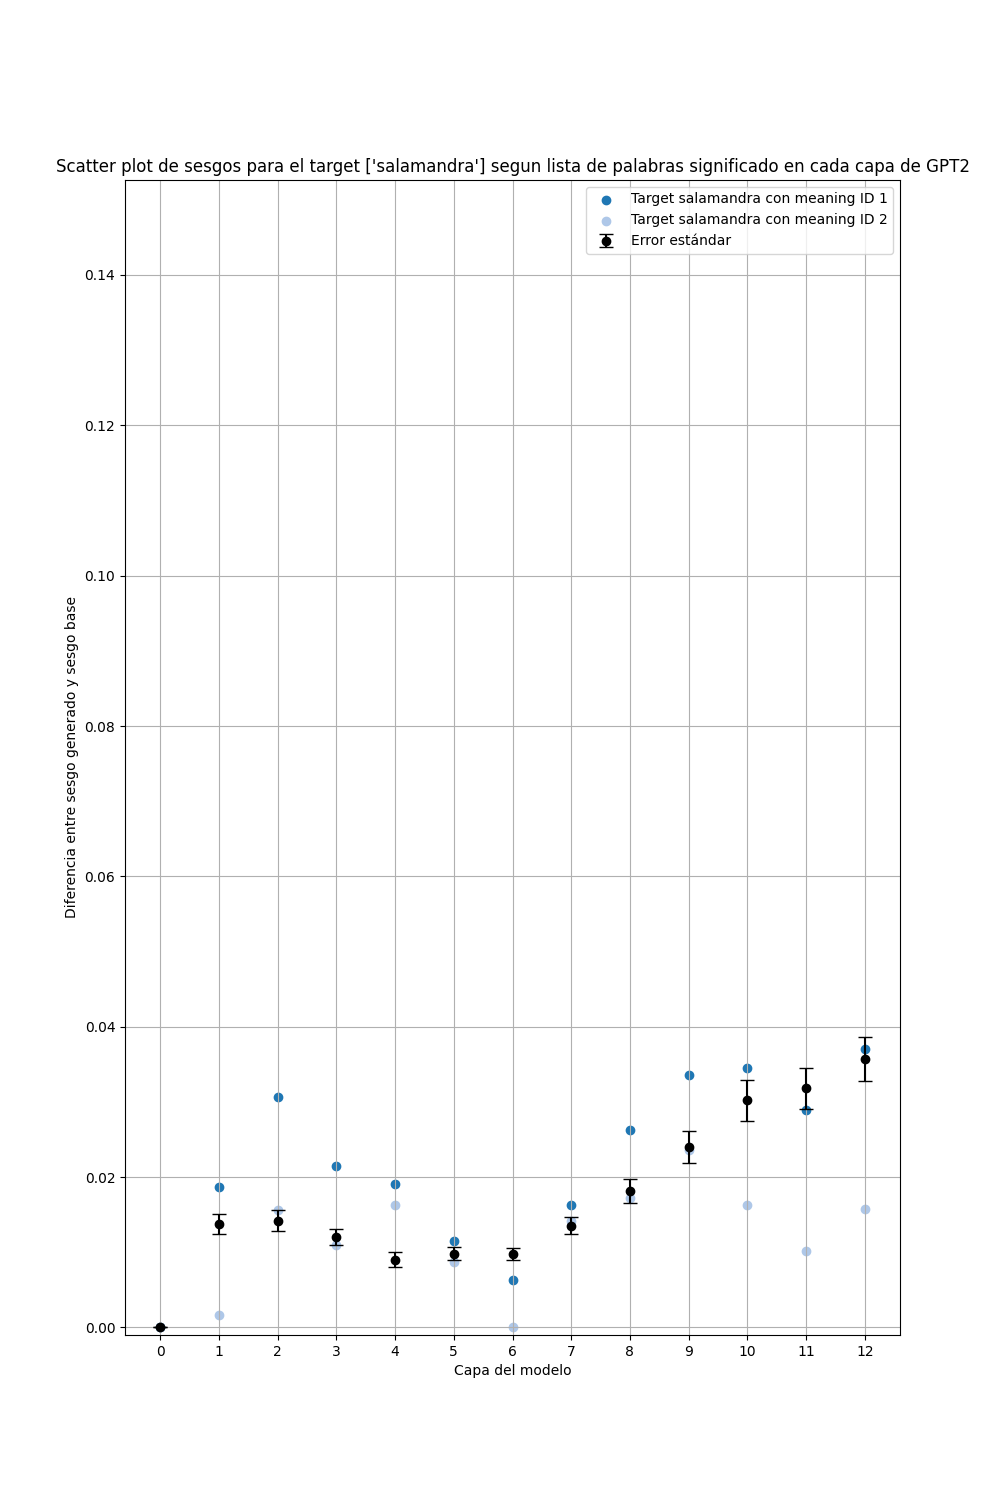 Scatter plot de sesgos para el target ['salamandra'] segun lista de palabras significado en cada capa de GPT2
Target salamandra con meaning ID 1
Target salamandra con meaning ID 2
Error estándar
0.14
0.12
0.10
0.08
0.06
0.04
0.02
0.00
Diferencia entre sesgo generado y sesgo base
0 1 2 3 4 5 6 7 8 9 10 11 12
Capa del modelo